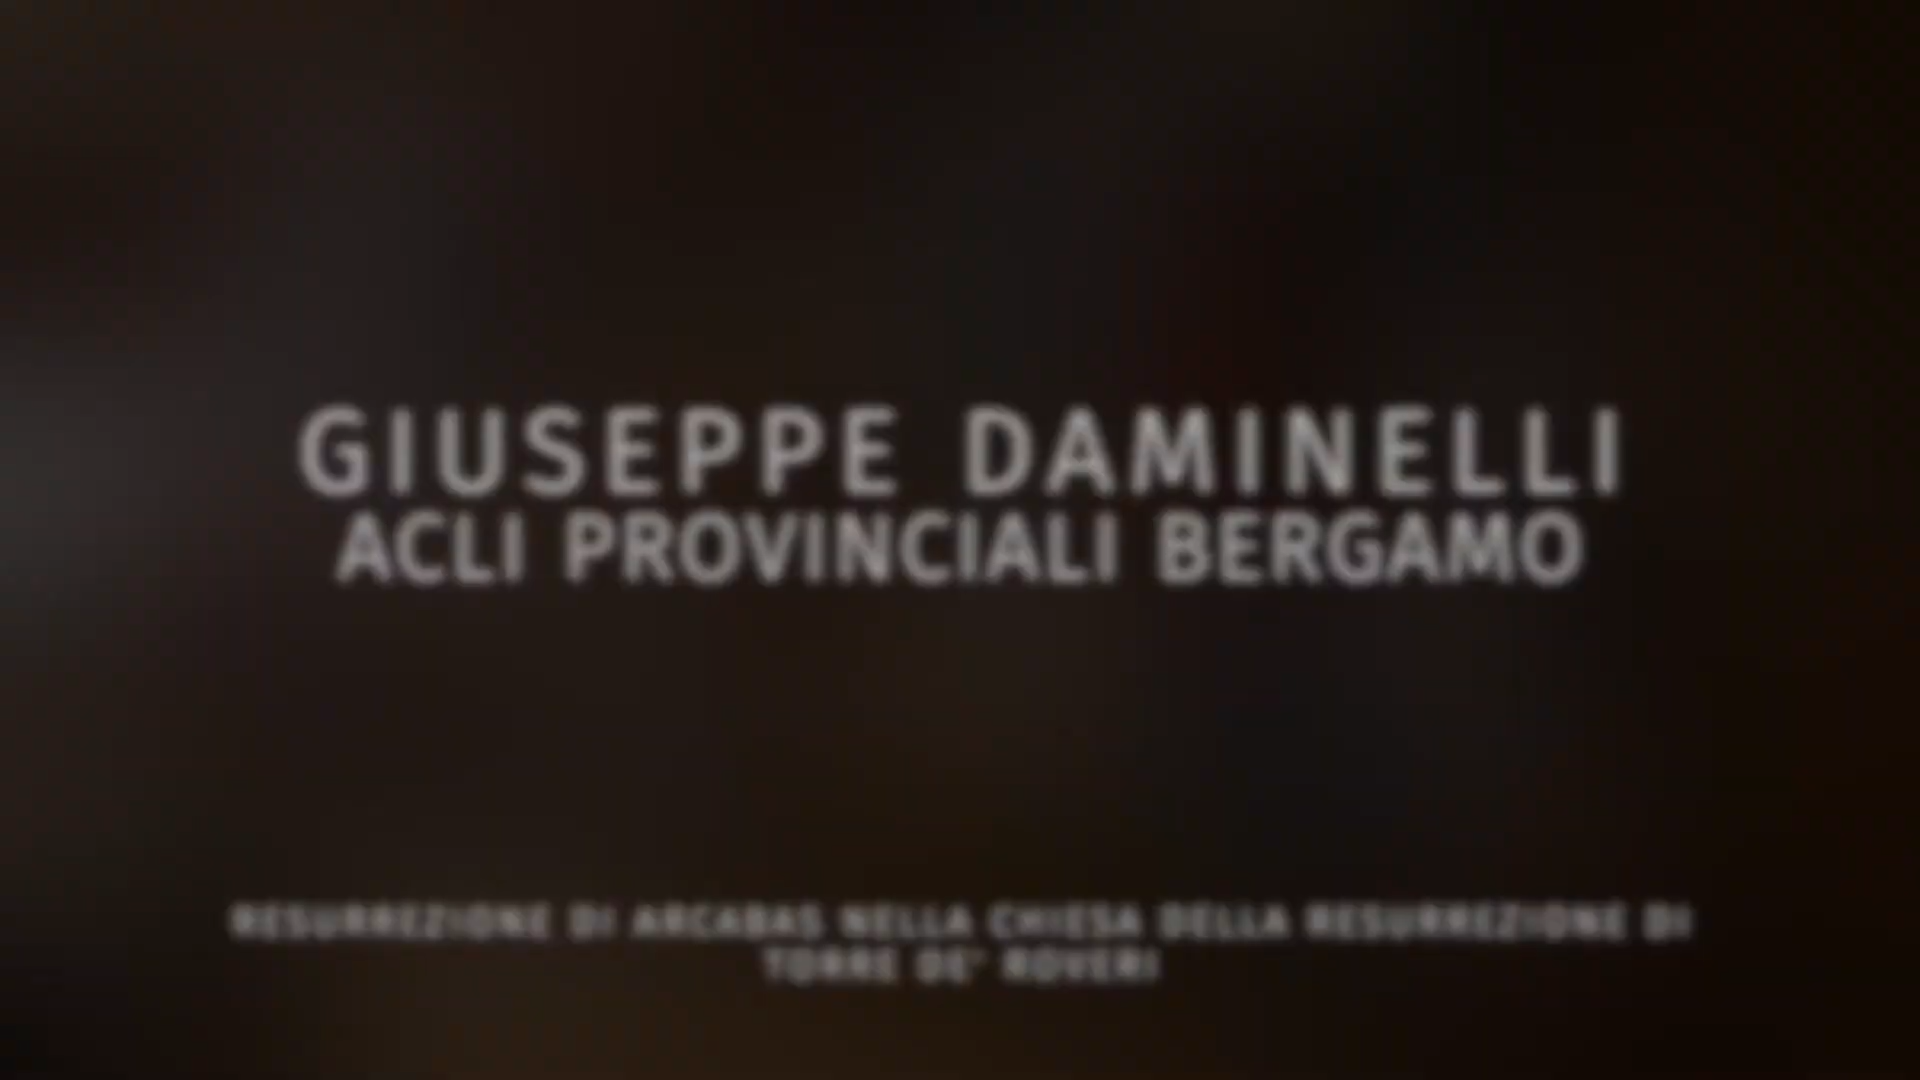 GIUSEPPE DAMINELLI
ACLI PROVINCIALI BERGAMO
RESURREZIONE DI ARCABAS NELLA CHIESA DELLA RESURREZIONE DI
TORRE DE' ROVERI